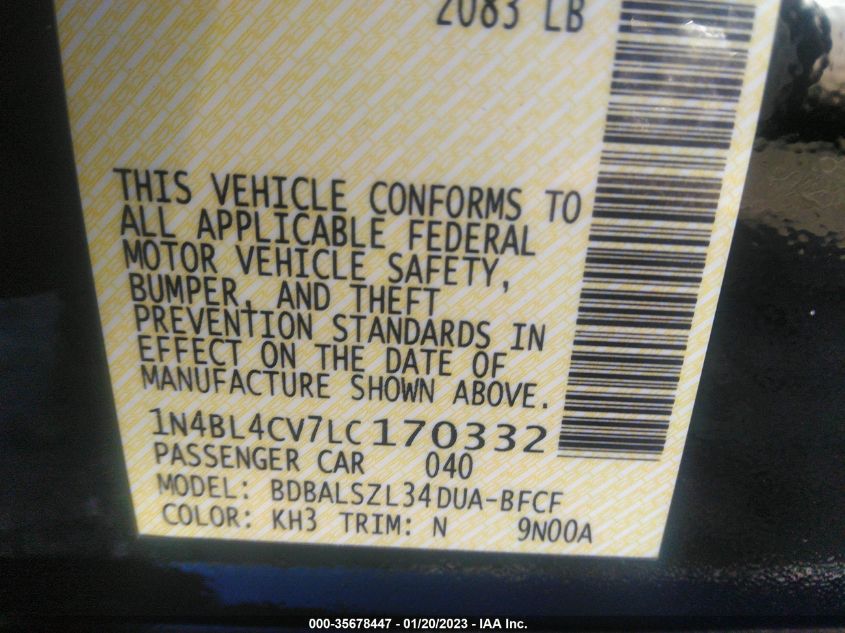 2083 LB
THIS VEHICLE CONFORMS TO
ALL APPLICABLE FEDERAL
MOTOR VEHICLE SAFETY,
BUMPER, AND THEFT
PREVENTION STANDARDS IN
EFFECT ON THE DATE OF
MANUFACTURE SHOWN ABOVE.
1N4BL4CV7LC170332
PASSENGER CAR 040
MODEL: BDBALSZL34DUA-BFCF
COLOR: KH3 TRIM: N 9N00A
000-35678447 - 01/20/2023 - IAA Inc.